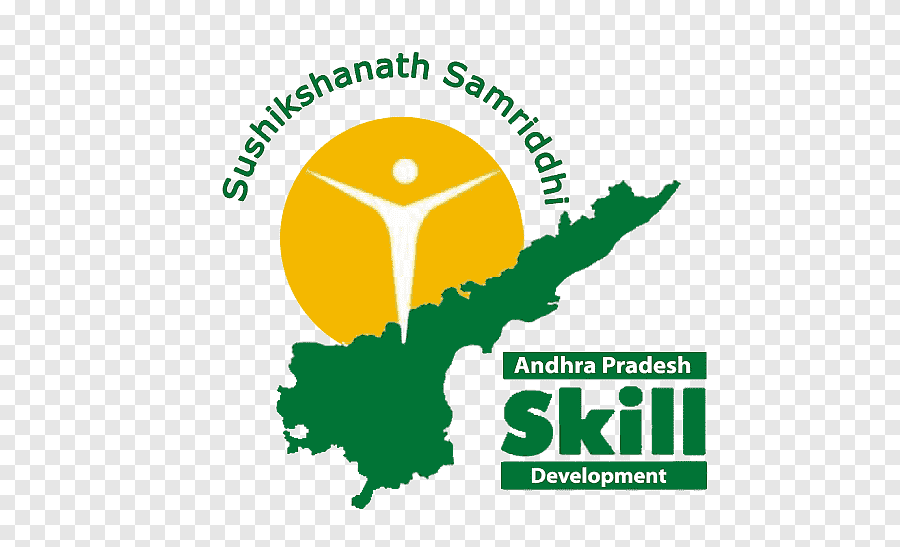 Sushikshanath Samriddhi
Andhra Pradesh
Skill
Development